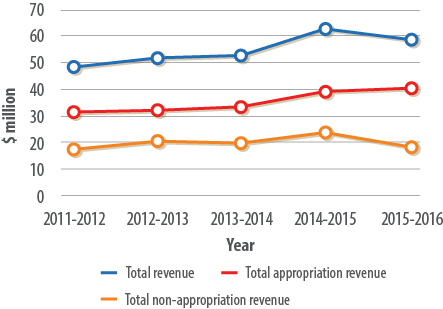 70
60
50
40
30
20
10
0
$ million
2011-2012 2012-2013 2013-2014 2014-2015 2015-2016
Year
Total revenue Total appropriation revenue
Total non-appropriation revenue